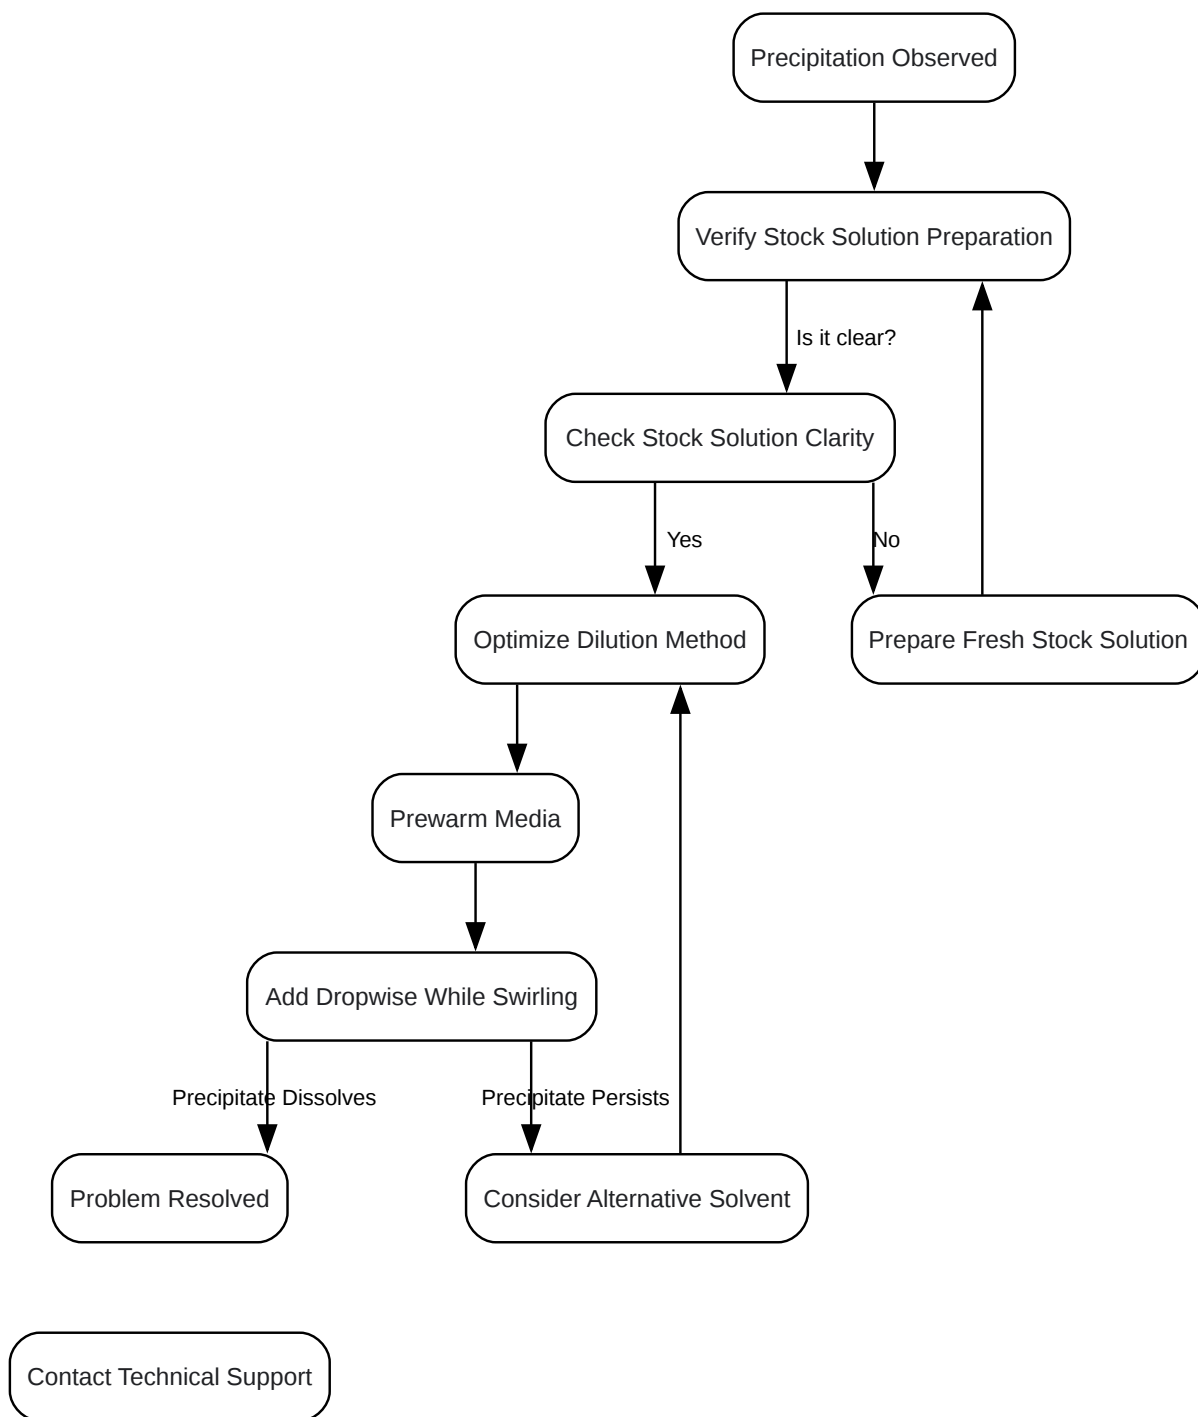 Precipitation Observed
Verify Stock Solution Preparation
Is it clear?
Check Stock Solution Clarity
Yes
No
Optimize Dilution Method
Prepare Fresh Stock Solution
Prewarm Media
Add Dropwise While Swirling
Precipitate Dissolves
Precipitate Persists
Problem Resolved
Consider Alternative Solvent
Contact Technical Support